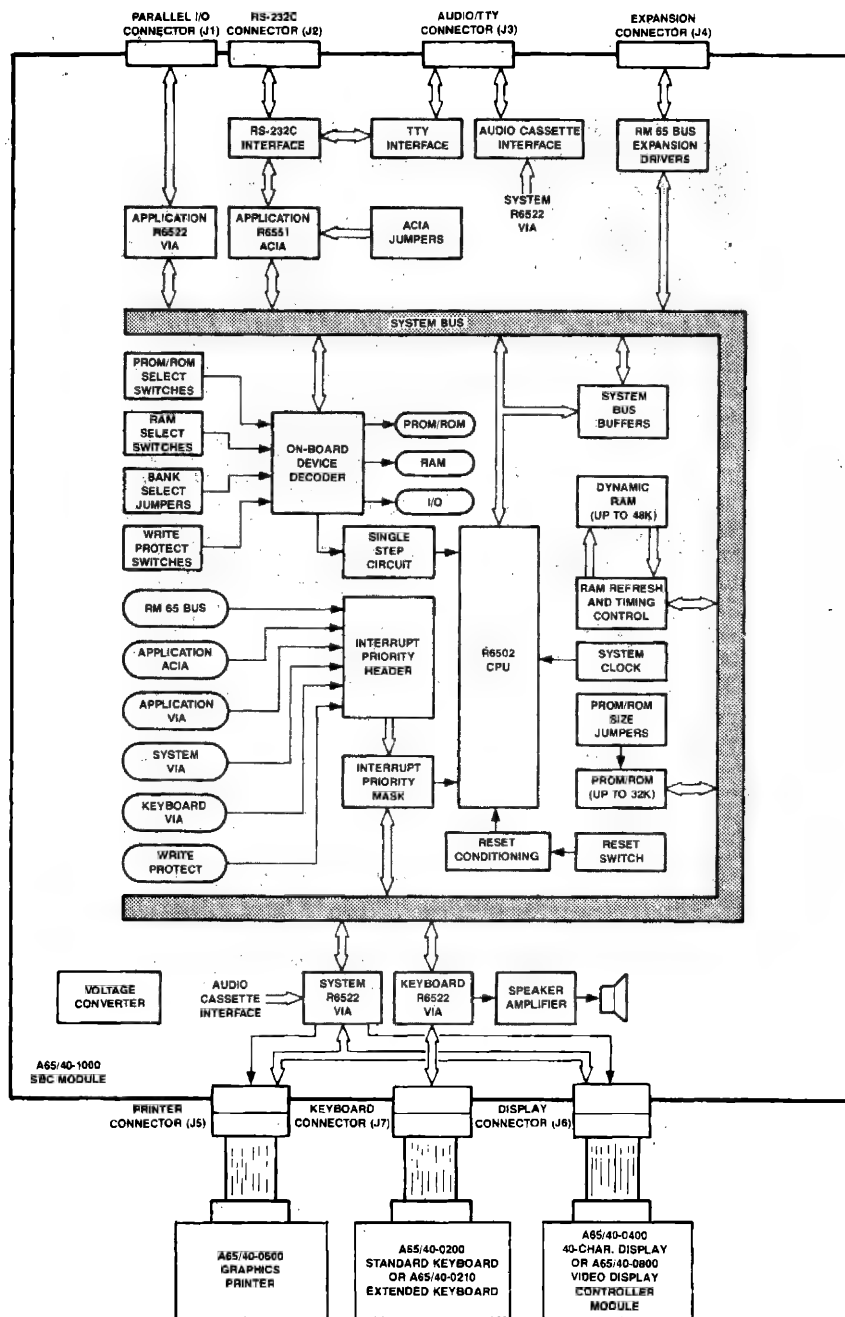 PARALLEL I/O
CONNECTOR (J1)
RS-232C
CONNECTOR (J2)
AUDIO/TTY
CONNECTOR (J3)
EXPANSION
CONNECTOR (J4)
RS-232C
INTERFACE
TTY
INTERFACE
AUDIO CASSETTE
INTERFACE
RM 65 BUS
EXPANSION
DRIVERS
SYSTEM
R6522
VIA
APPLICATION
R6522
VIA
APPLICATION
R6551
ACIA
ACIA
JUMPERS
SYSTEM BUS
PROM/ROM
SELECT
SWITCHES
RAM
SELECT
SWITCHES
BANK
SELECT
JUMPERS
WRITE
PROTECT
SWITCHES
ON-BOARD
DEVICE
DECODER
PROM/ROM
RAM
I/O
SYSTEM
BUS
BUFFERS
DYNAMIC
RAM
(UP TO 48K)
SINGLE
STEP
CIRCUIT
RAM REFRESH
AND TIMING
CONTROL
RM 65 BUS
APPLICATION
ACIA
APPLICATION
VIA
SYSTEM
VIA
KEYBOARD
VIA
WRITE
PROTECT
INTERRUPT
PRIORITY
HEADER
INTERRUPT
PRIORITY
MASK
R6502
CPU
SYSTEM
CLOCK
PROM/ROM
SIZE
JUMPERS
PROM/ROM
(UP TO 32K)
RESET
CONDITIONING
RESET
SWITCH
VOLTAGE
CONVERTER
AUDIO
CASSETTE
INTERFACE
SYSTEM
R6522
VIA
KEYBOARD
R6522
VIA
SPEAKER
AMPLIFIER
A65/40-1000
SBC MODULE
PRINTER
CONNECTOR (J5)
KEYBOARD
CONNECTOR (J7)
DISPLAY
CONNECTOR (J6)
A65/40-0600
GRAPHICS
PRINTER
A65/40-0200
STANDARD KEYBOARD
OR A65/40-0210
EXTENDED KEYBOARD
A65/40-0400
40-CHAR. DISPLAY
OR A65/40-0800
VIDEO DISPLAY
CONTROLLER
MODULE